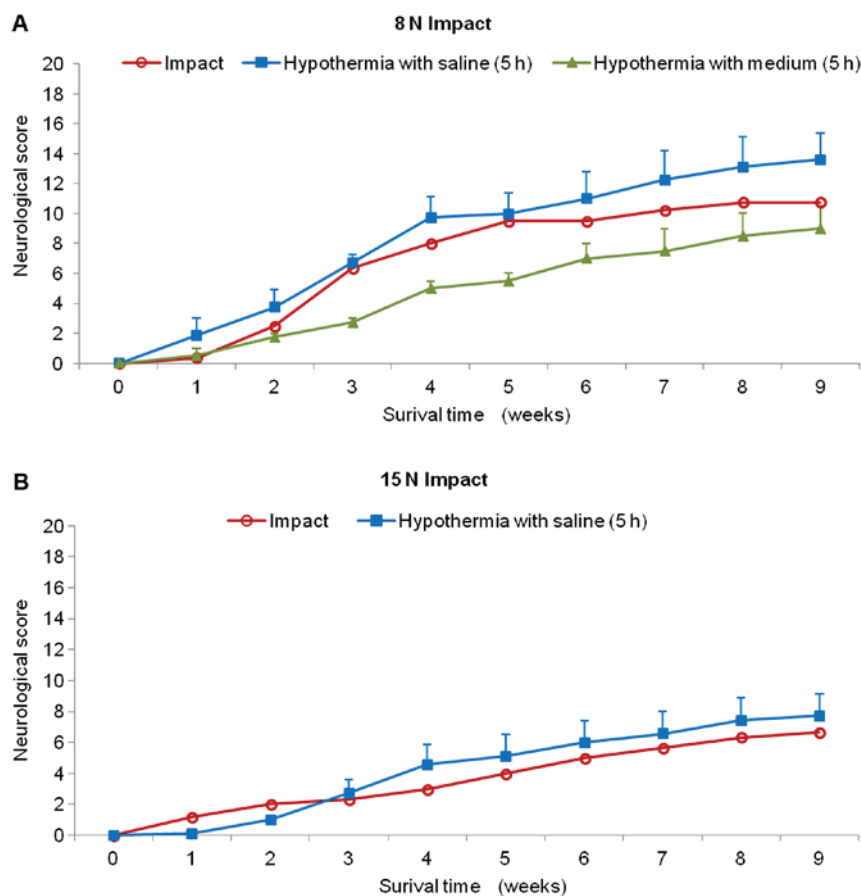 A
8 N Impact
Impact
Hypothermia with saline (5 h)
Hypothermia with medium (5 h)
Neurological score
20
18
16
14
12
10
8
6
4
2
0
0 1 2 3 4 5 6 7 8 9
Surival time (weeks)
B
15 N Impact
Impact
Hypothermia with saline (5 h)
Neurological score
20
18
16
14
12
10
8
6
4
2
0
0 1 2 3 4 5 6 7 8 9
Surival time (weeks)